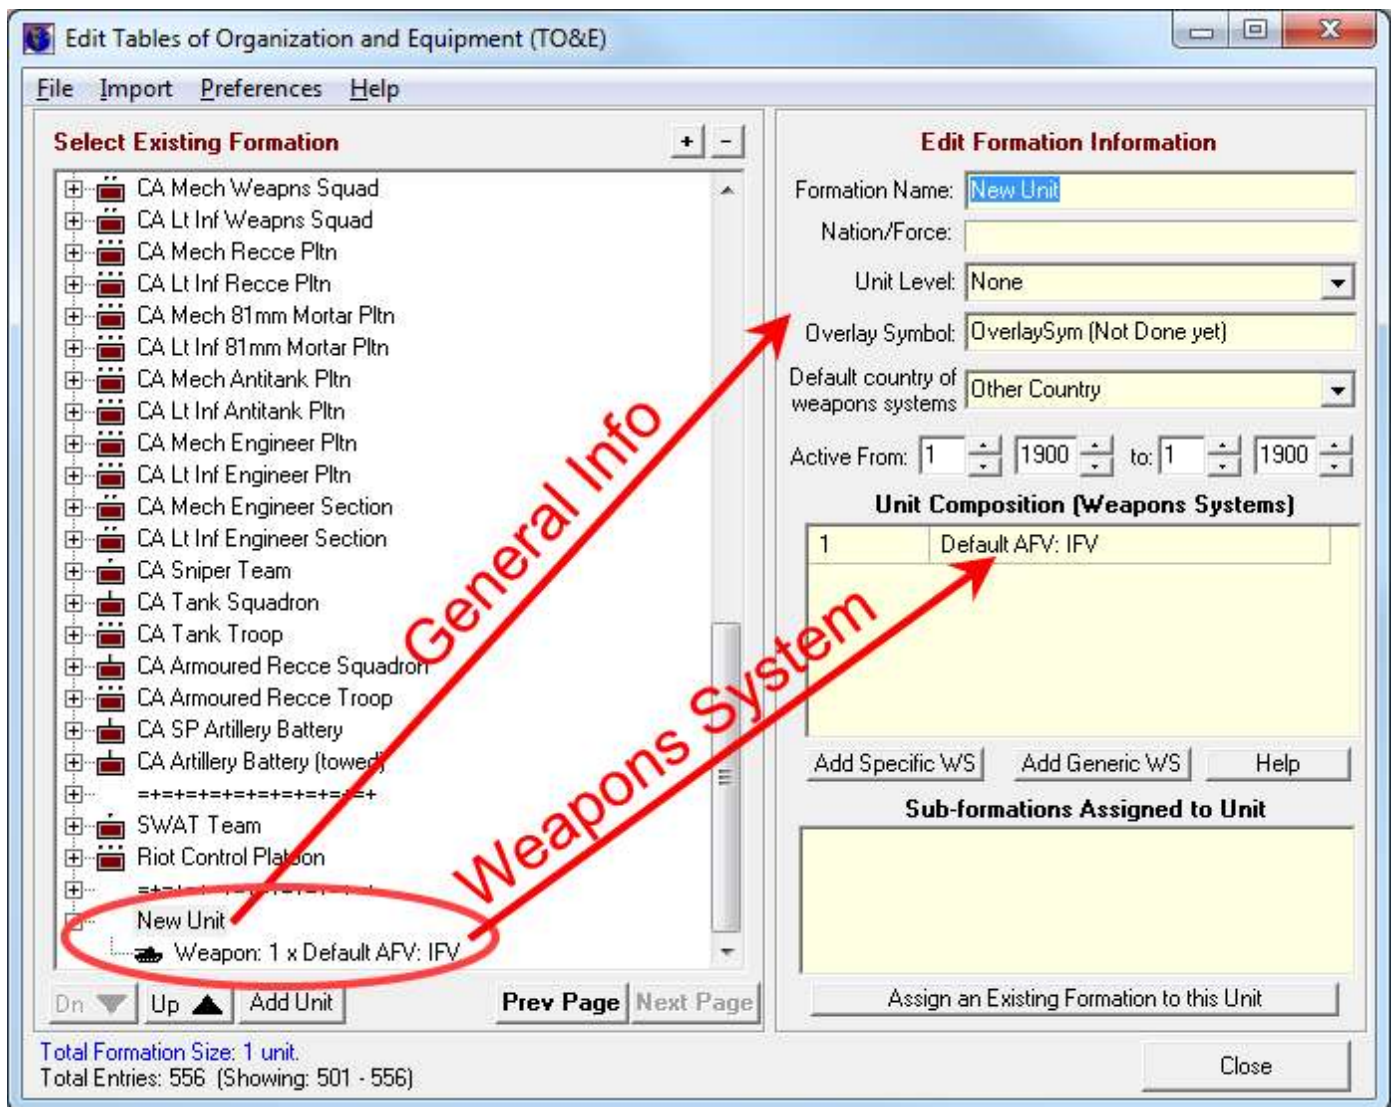 Edit Tables of Organization and Equipment (TO&E)
File Import Preferences Help
Select Existing Formation
+ -
CA Mech Weapns Squad
CA Lt Inf Weapns Squad
CA Mech Recce Pltn
CA Lt Inf Recce Pltn
CA Mech 81mm Mortar Pltn
CA Lt Inf 81mm Mortar Pltn
CA Mech Antitank Pltn
CA Lt Inf Antitank Pltn
CA Mech Engineer Pltn
CA Lt Inf Engineer Pltn
CA Mech Engineer Section
CA Lt Inf Engineer Section
CA Sniper Team
CA Tank Squadron
CA Tank Troop
CA Armoured Recce Squadron
CA Armoured Recce Troop
CA SP Artillery Battery
CA Artillery Battery (towed)
=+=+=+=+=+=+=+=+=+
SWAT Team
Riot Control Platoon
=+=+=+=+=+=+=+=+=+
New Unit
Weapon: 1 x Default AFV: IFV
Dn Up Add Unit Prev Page Next Page
Total Formation Size: 1 unit.
Total Entries: 556 (Showing: 501 - 556)
General Info
Weapons System
Edit Formation Information
Formation Name: New Unit
Nation/Force:
Unit Level: None
Overlay Symbol: OverlaySym (Not Done yet)
Default country of
weapons systems Other Country
Active From: 1 1900 to: 1 1900
Unit Composition (Weapons Systems)
1 Default AFV: IFV
Add Specific WS Add Generic WS Help
Sub-formations Assigned to Unit
Assign an Existing Formation to this Unit
Close